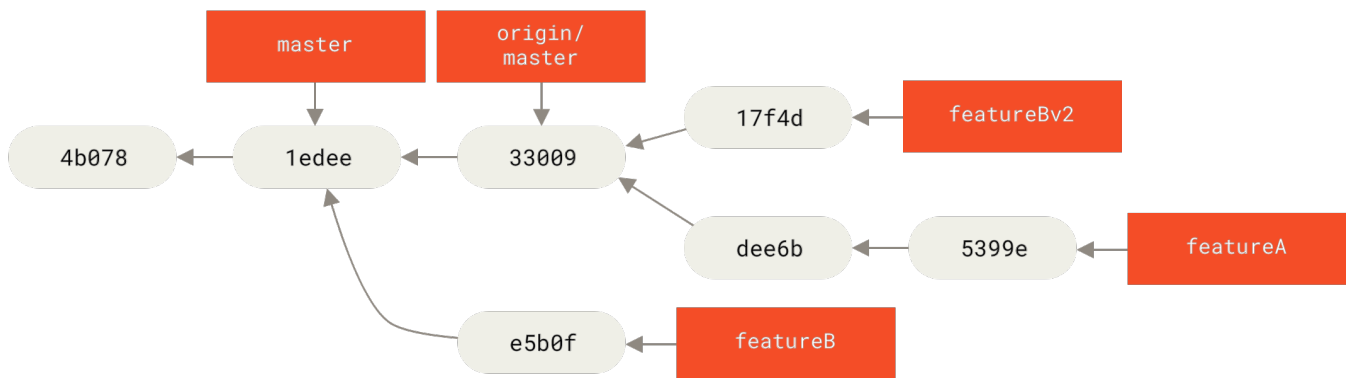 master
origin/
master
17f4d
featureBv2
4b078
1edee
33009
dee6b
5399e
featureA
e5b0f
featureB